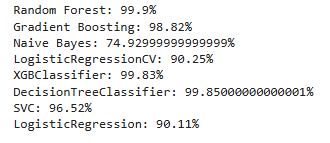 Random Forest: 99.9%
Gradient Boosting: 98.82%
Naive Bayes: 74.92999999999999%
LogisticRegressionCV: 90.25%
XGBClassifier: 99.83%
DecisionTreeClassifier: 99.85000000000001%
SVC: 96.52%
LogisticRegression: 90.11%